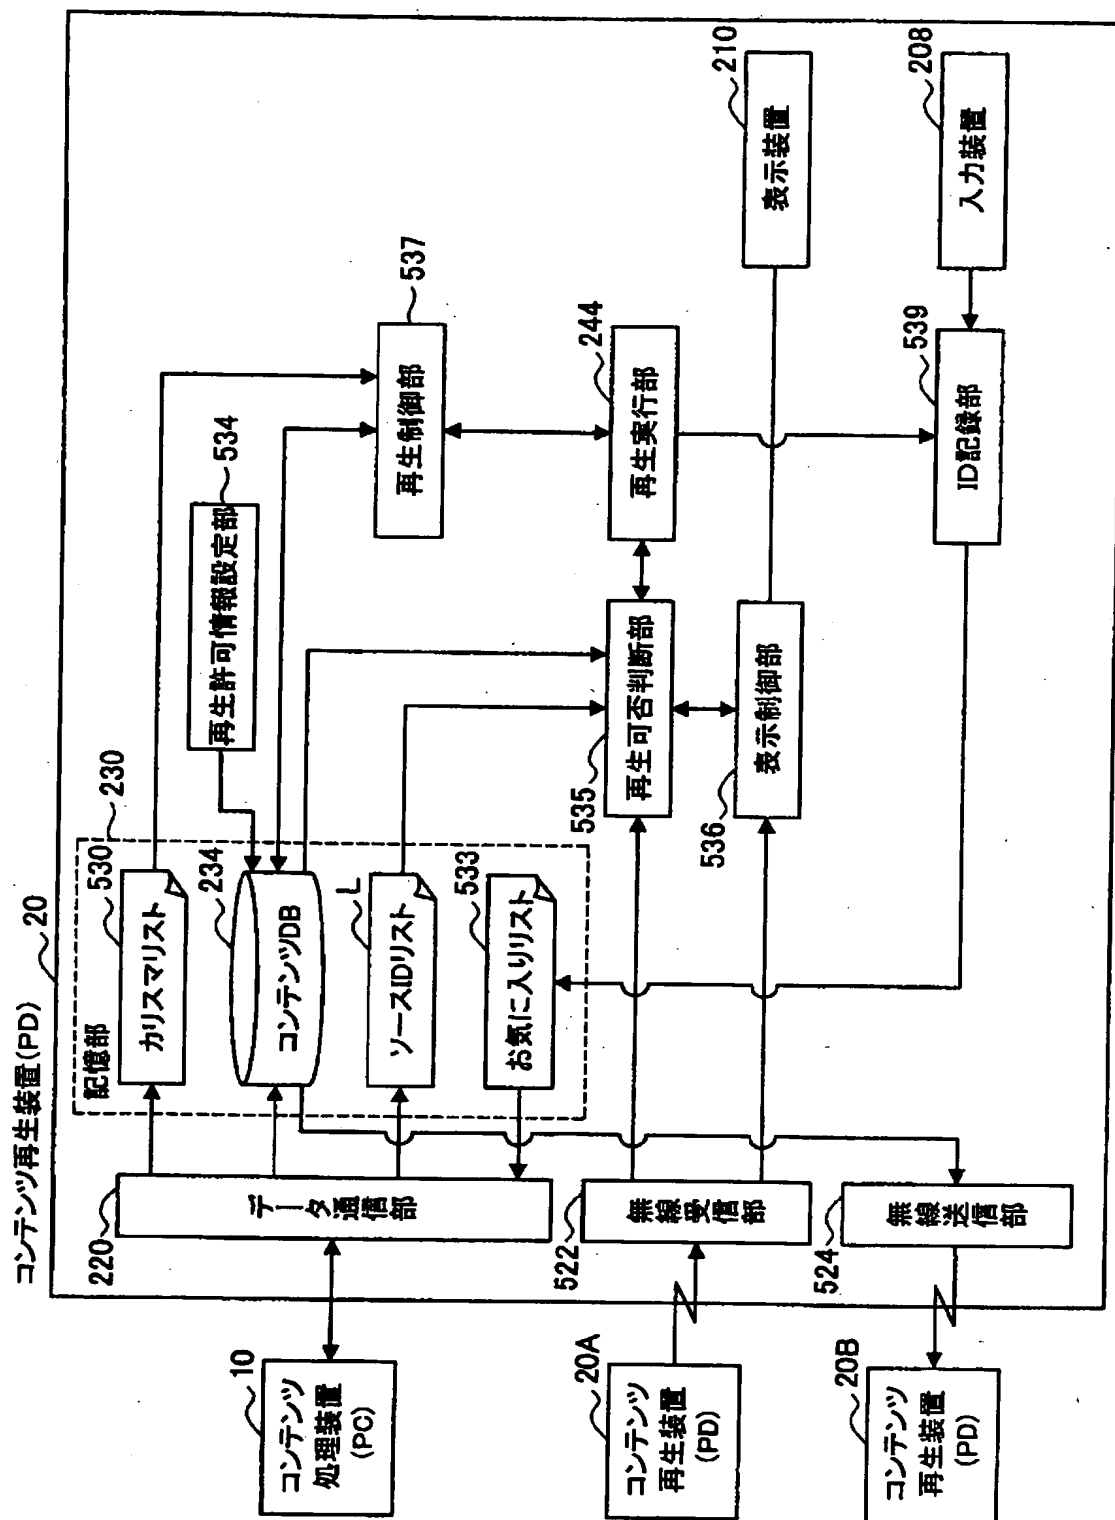 コンテンツ再生装置(PD)
20
コンテンツ
処理装置
(PC)
10
コンテンツ
再生装置
(PD)
20A
コンテンツ
再生装置
(PD)
20B
220
データ通信部
522
無線受信部
524
無線送信部
記憶部
230
カリスマリスト
530
コンテンツDB
234
ソースIDリスト
L
お気に入りリスト
533
再生許可情報設定部
534
再生可否判断部
535
表示制御部
536
再生制御部
537
再生実行部
244
ID記録部
539
表示装置
210
入力装置
208